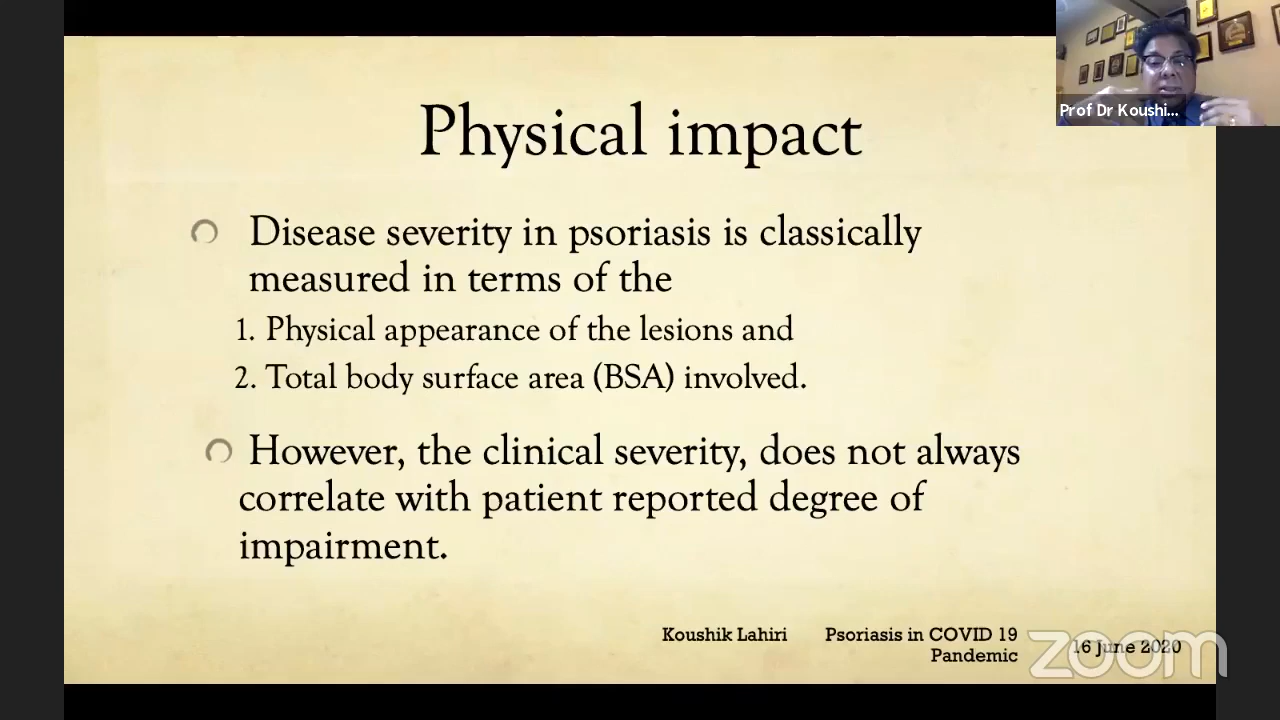 Prof Dr Koushi...
Physical impact
Disease severity in psoriasis is classically
measured in terms of the
1. Physical appearance of the lesions and
2. Total body surface area (BSA) involved.
However, the clinical severity, does not always
correlate with patient reported degree of
impairment.
Koushik Lahiri
Psoriasis in COVID 19
Pandemic
16 June 2020
zoom